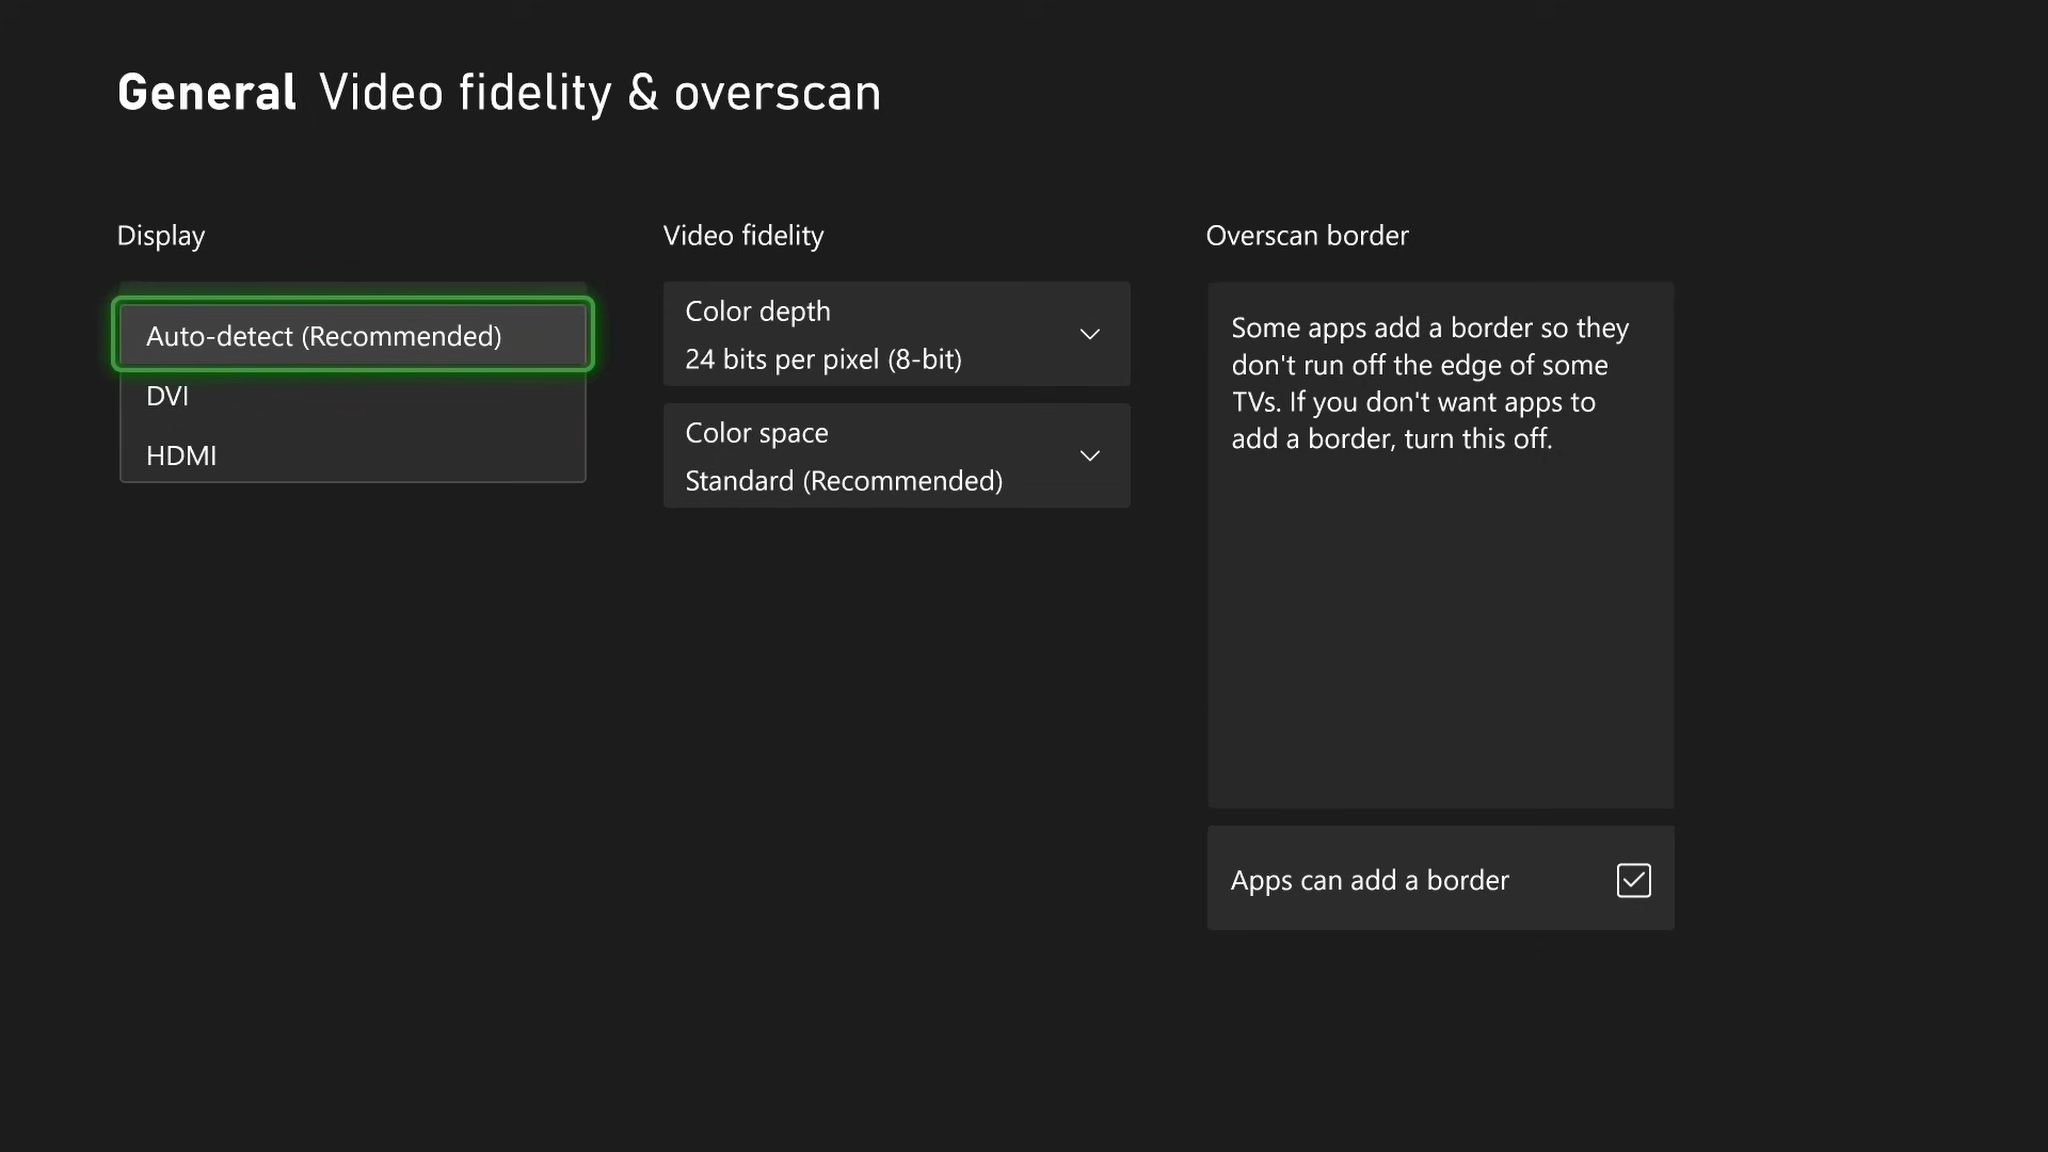 General Video fidelity & overscan
Display
Auto-detect (Recommended)
DVI
HDMI
Video fidelity
Color depth
24 bits per pixel (8-bit)
Color space
Standard (Recommended)
Overscan border
Some apps add a border so they
don't run off the edge of some
TVs. If you don't want apps to
add a border, turn this off.
Apps can add a border